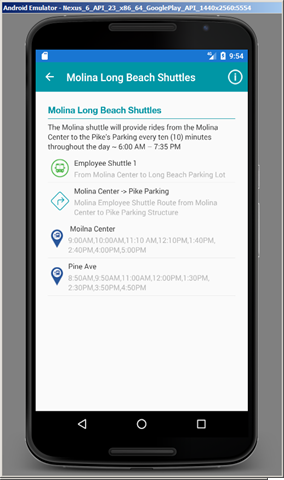 Android Emulator - Nexus_6_API_23_x86_64_GooglePlay_API_1440x2560:5554
9:54
Molina Long Beach Shuttles
Molina Long Beach Shuttles
The Molina shuttle will provide rides from the Molina
Center to the Pike's Parking every ten (10) minutes
throughout the day ~ 6:00 AM – 7:35 PM
Employee Shuttle 1
From Molina Center to Long Beach Parking Lot
Molina Center -> Pike Parking
Molina Employee Shuttle Route from Molina
Center to Pike Parking Structure
Moilna Center
9:00AM,10:00AM,11:10 AM,12:10PM,1:40PM,
2:40PM,4:00PM,5:00PM
Pine Ave
8:50AM,9:50AM,11:00AM,12:00PM,1:30PM,
2:30PM,3:50PM,4:50PM